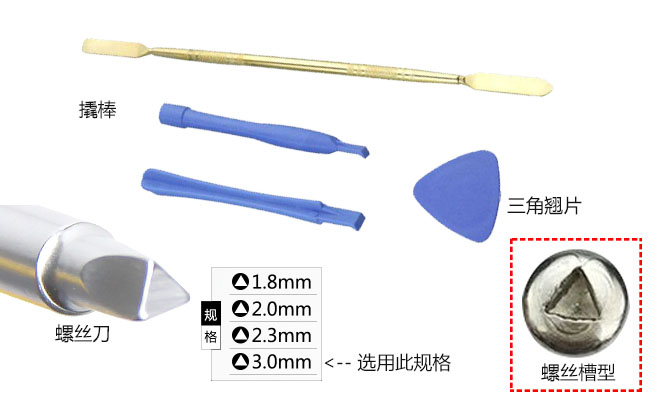 撬棒
三角翘片
螺丝刀
规格
1.8mm
2.0mm
2.3mm
3.0mm <-- 选用此规格
螺丝槽型